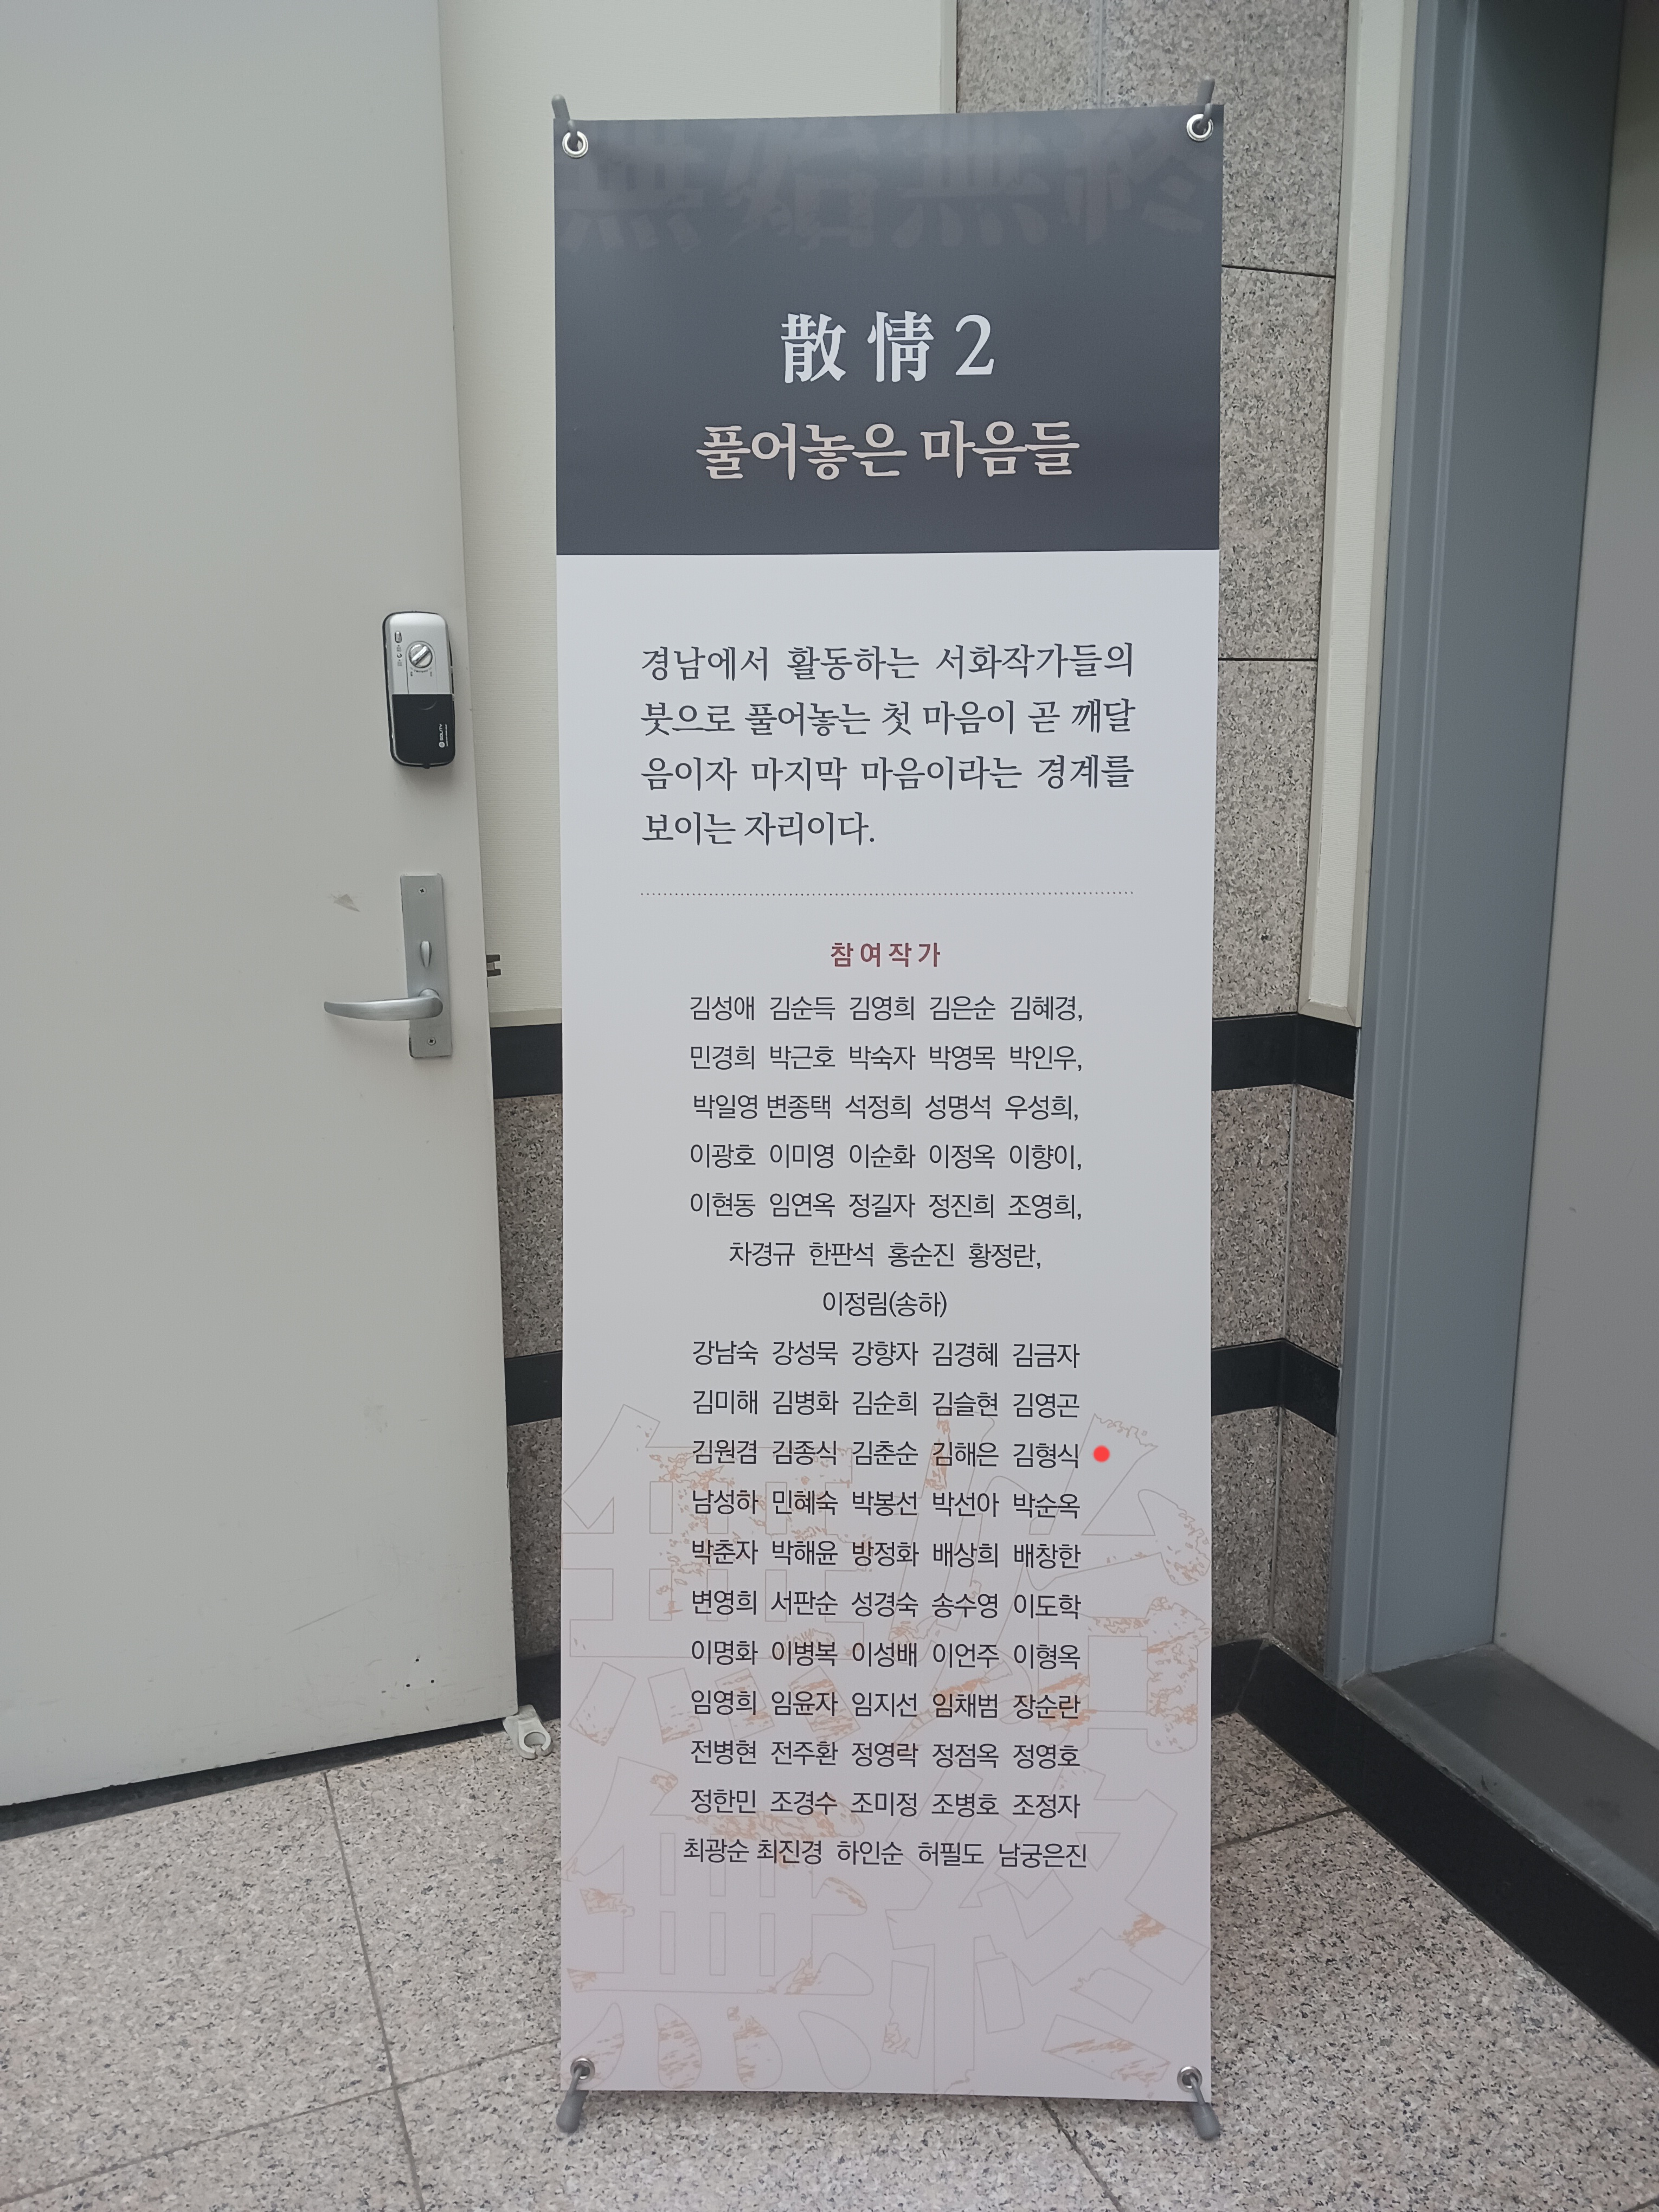 散情2
풀어놓은 마음들
경남에서 활동하는 서화작가들의
붓으로 풀어놓는 첫 마음이 곧 깨달
음이자 마지막 마음이라는 경계를
보이는 자리이다.
참여작가
김성애 김순득 김영희 김은순 김혜경,
민경희 박근호 박숙자 박영목 박인우,
박일영 변종택 석정희 성명석 우성희,
이광호 이미영 이순화 이정옥 이향이,
이현동 임연옥 정길자 정진희 조영희,
차경규 한판석 홍순진 황정란,
이정림(송하)
강남숙 강성묵 강향자 김경혜 김금자
김미해 김병화 김순희 김슬현 김영곤
김원겸 김종식 김춘순 김해은 김형식
남성하 민혜숙 박봉선 박선아 박순옥
박춘자 박해윤 방정화 배상희 배창한
변영희 서판순 성경숙 송수영 이도학
이명화 이병복 이성배 이언주 이형옥
임영희 임윤자 임지선 임채범 장순란
전병현 전주환 정영락 정점옥 정영호
정한민 조경수 조미정 조병호 조정자
최광순 최진경 하인순 허필도 남궁은진